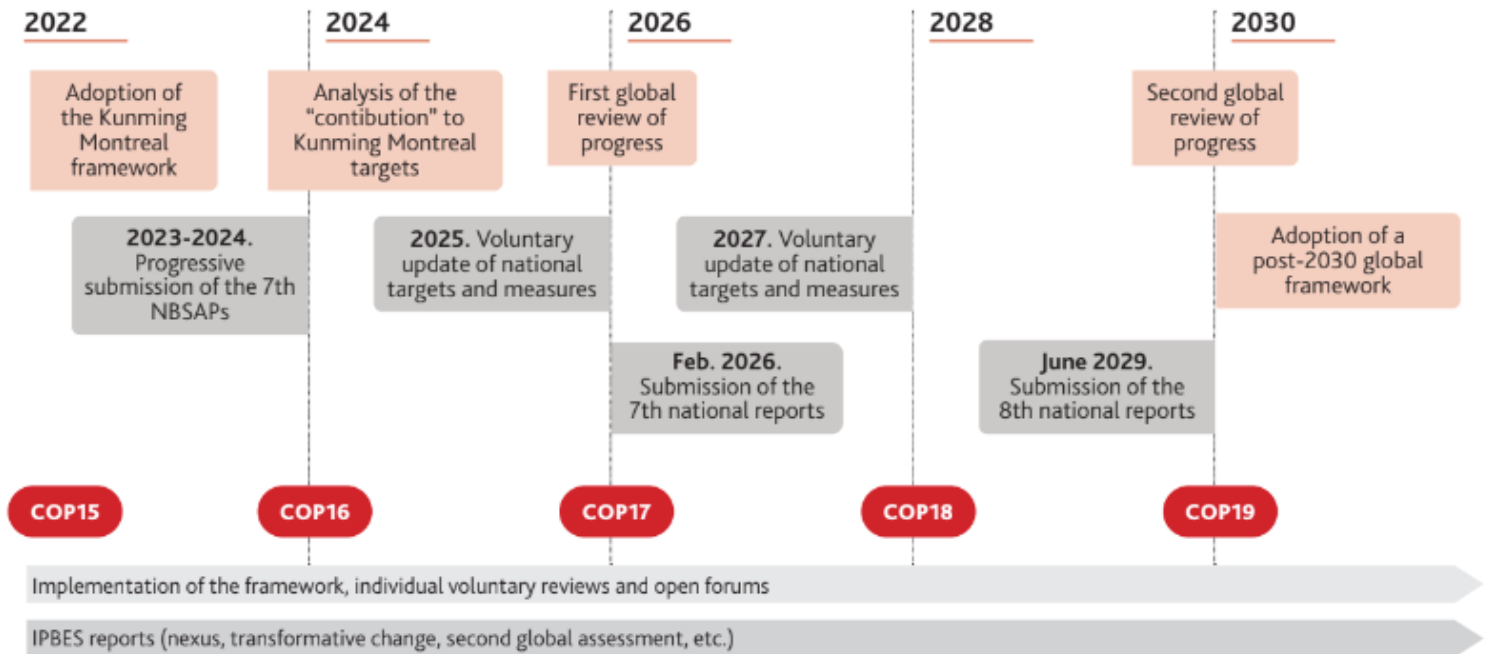 2022
2024
2026
2028
2030
Adoption of
the Kunming
Montreal
framework
Analysis of the
“contibution” to
Kunming Montreal
targets
First global
review of
progress
Second global
review of
progress
2023-2024.
Progressive
submission of the 7th
NBSAPs
2025. Voluntary
update of national
targets and measures
2027. Voluntary
update of national
targets and measures
Adoption of a
post-2030 global
framework
Feb. 2026.
Submission of the
7th national reports
June 2029.
Submission of the
8th national reports
COP15
COP16
COP17
COP18
COP19
Implementation of the framework, individual voluntary reviews and open forums
IPBES reports (nexus, transformative change, second global assessment, etc.)